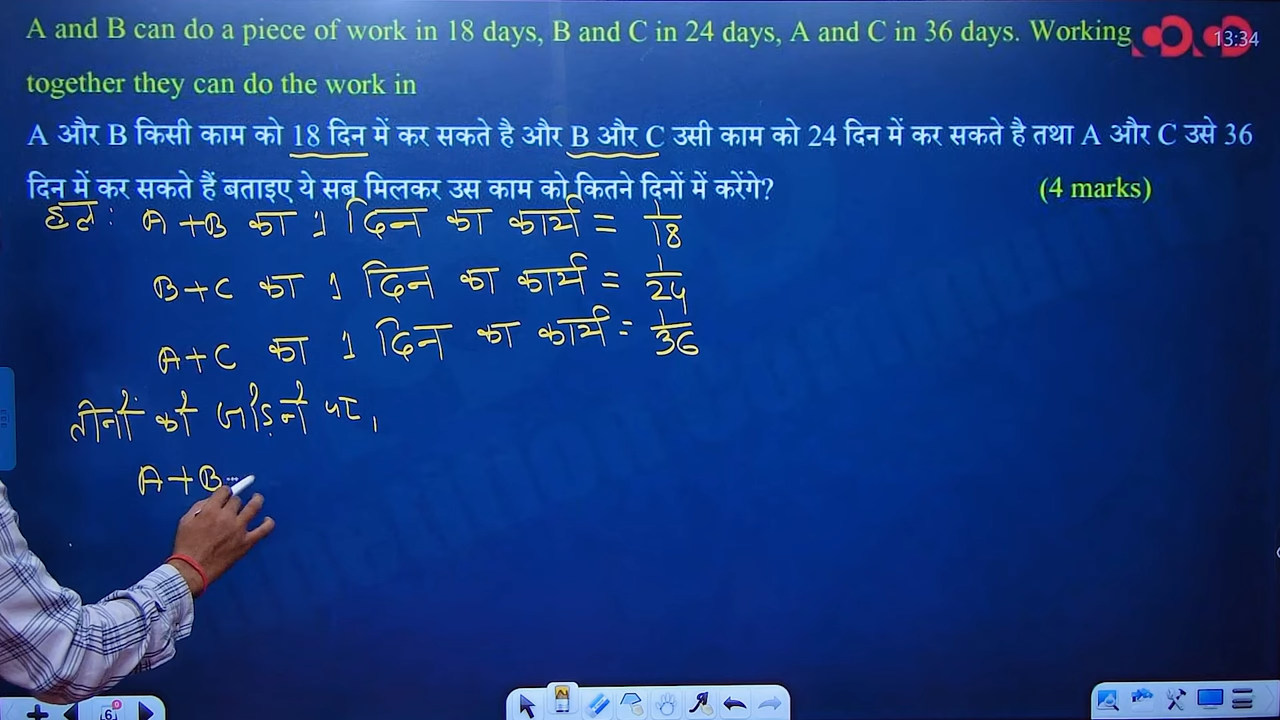 A and B can do a piece of work in 18 days, B and C in 24 days, A and C in 36 days. Working
13:34
together they can do the work in
A और B किसी काम को 18 दिन में कर सकते है और B और C उसी काम को 24 दिन में कर सकते है तथा A और C उसे 36
दिन में कर सकते हैं बताइए ये सब मिलकर उस काम को कितने दिनों में करेंगे?
(4 marks)
हल: A+B का 1 दिन का कार्य = 1/18
B+C का 1 दिन का कार्य = 1/24
A+C का 1 दिन का कार्य = 1/36
तीनों को जोड़ने पर,
A+B
6